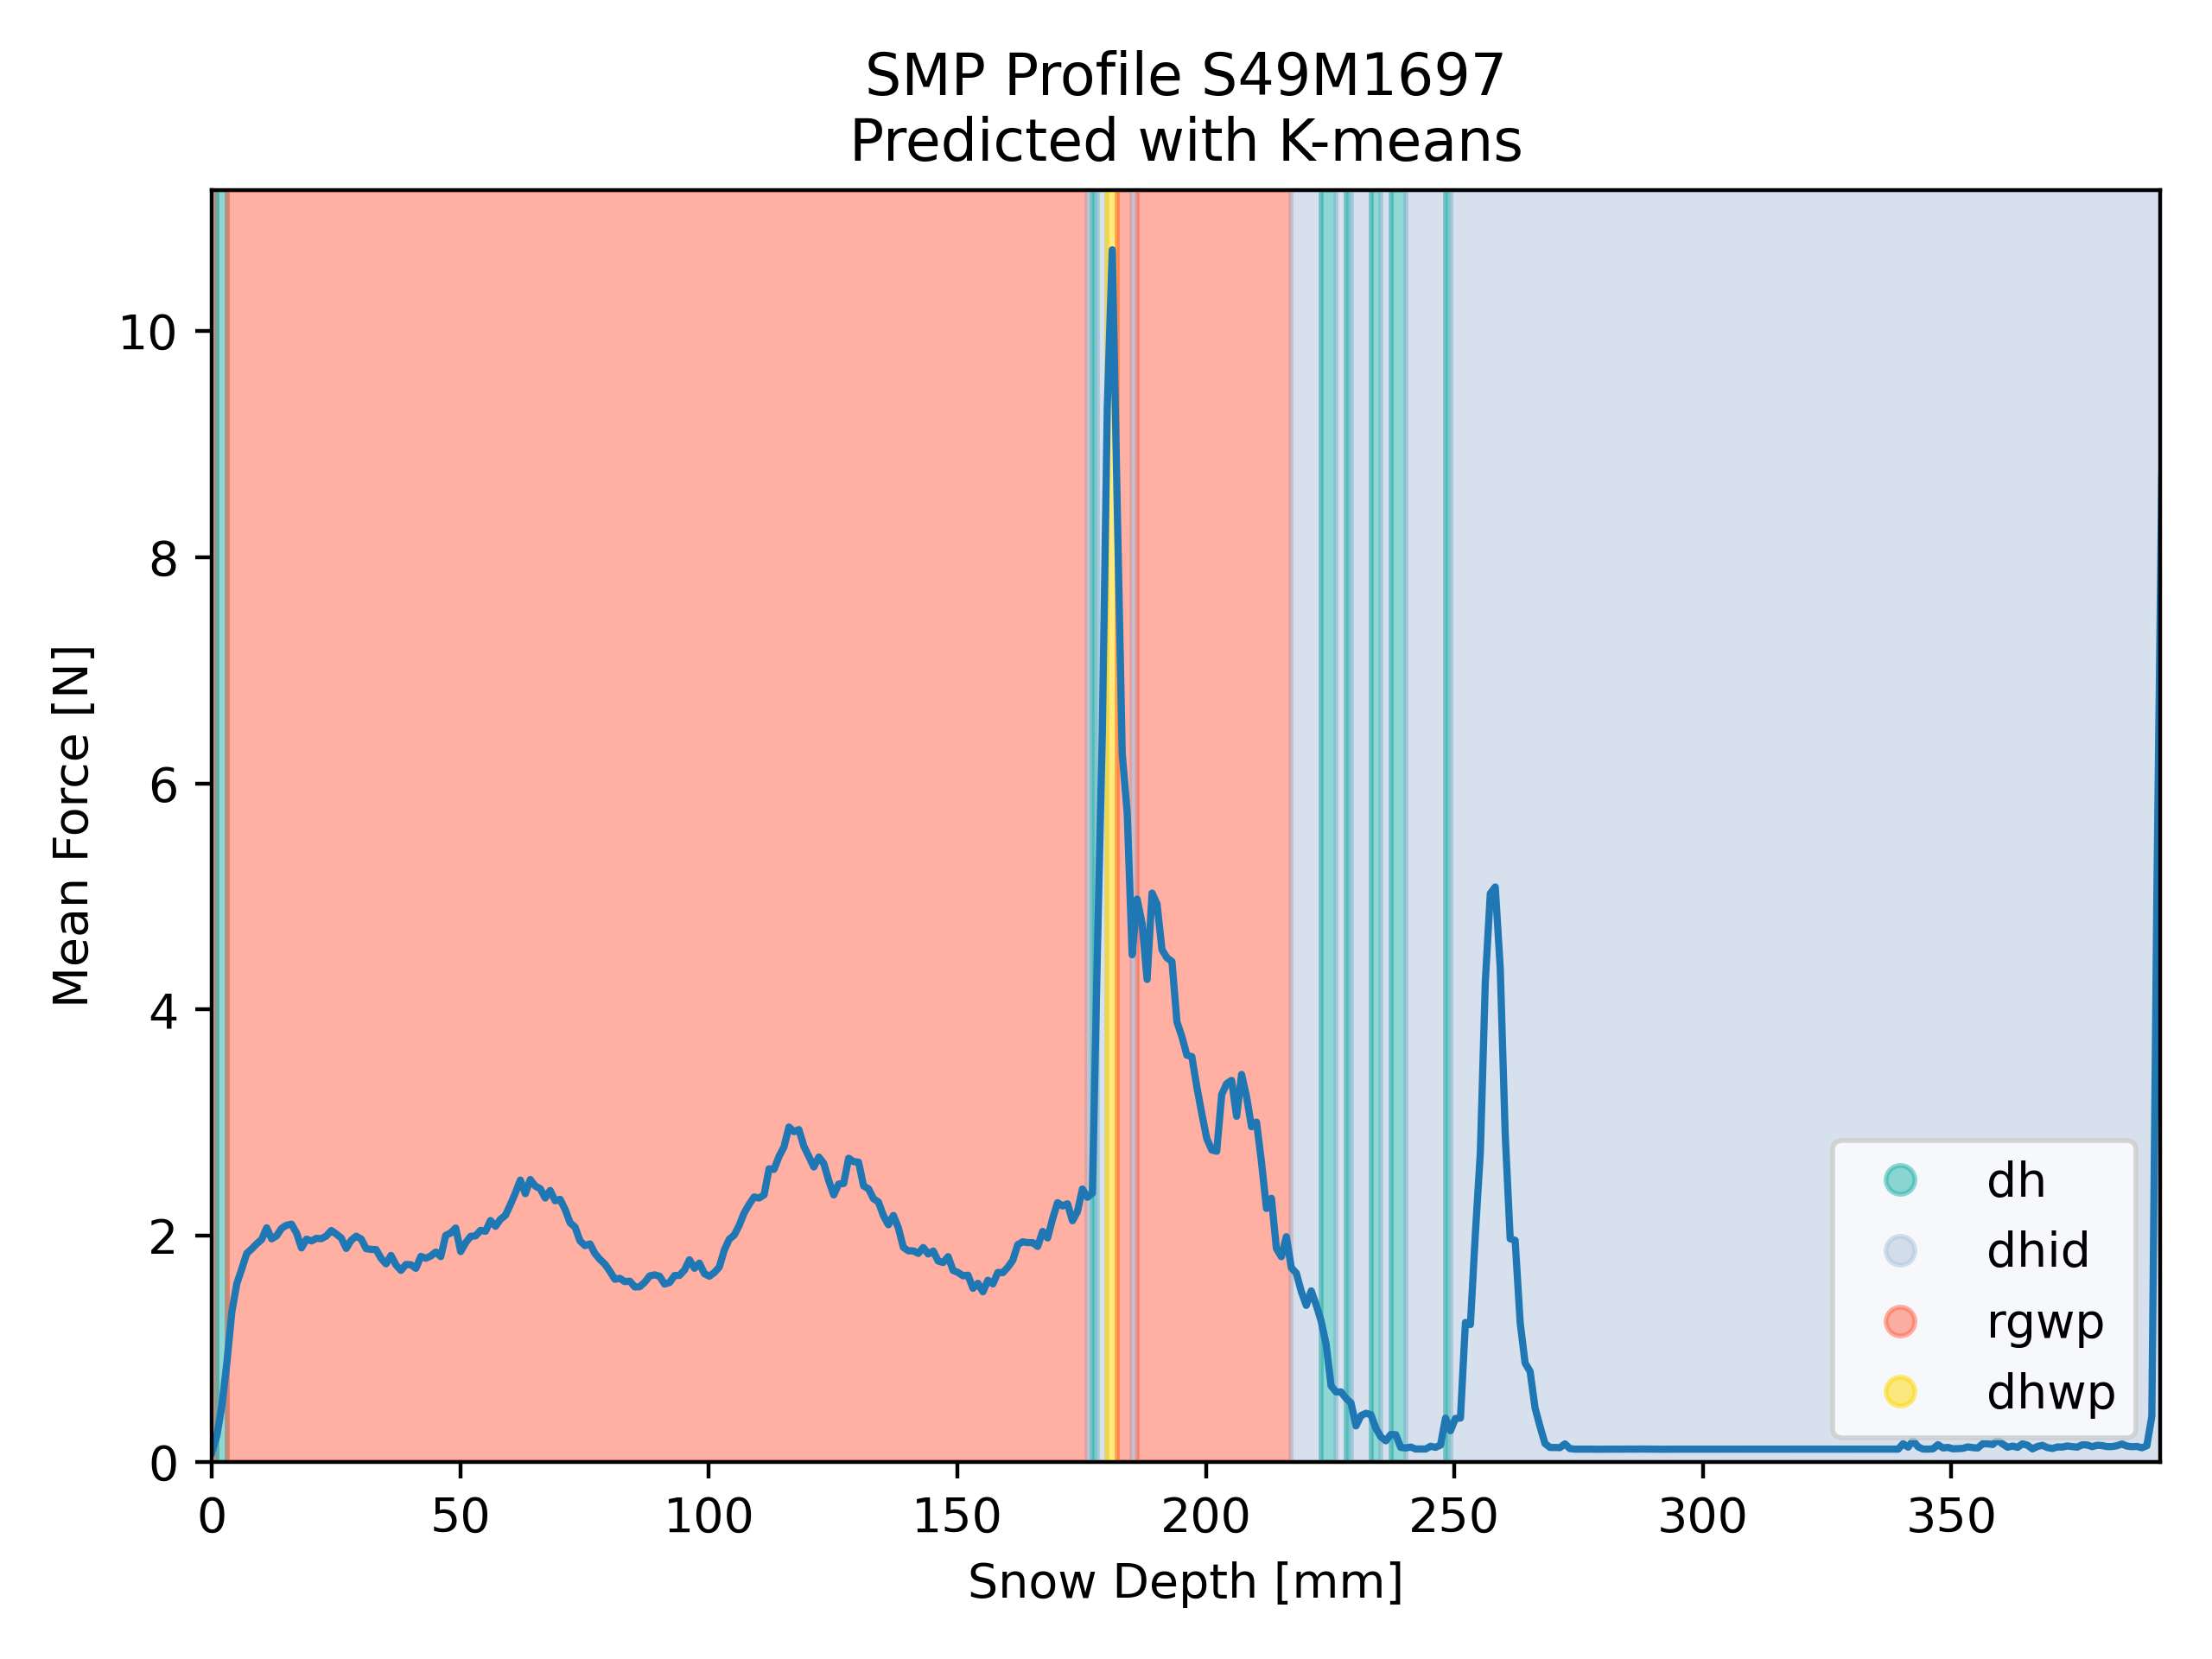 SMP Profile S49M1697
Predicted with K-means
Mean Force [N]
10
8
6
4
2
0
dh
dhid
rgwp
dhwp
0 50 100 150 200 250 300 350
Snow Depth [mm]